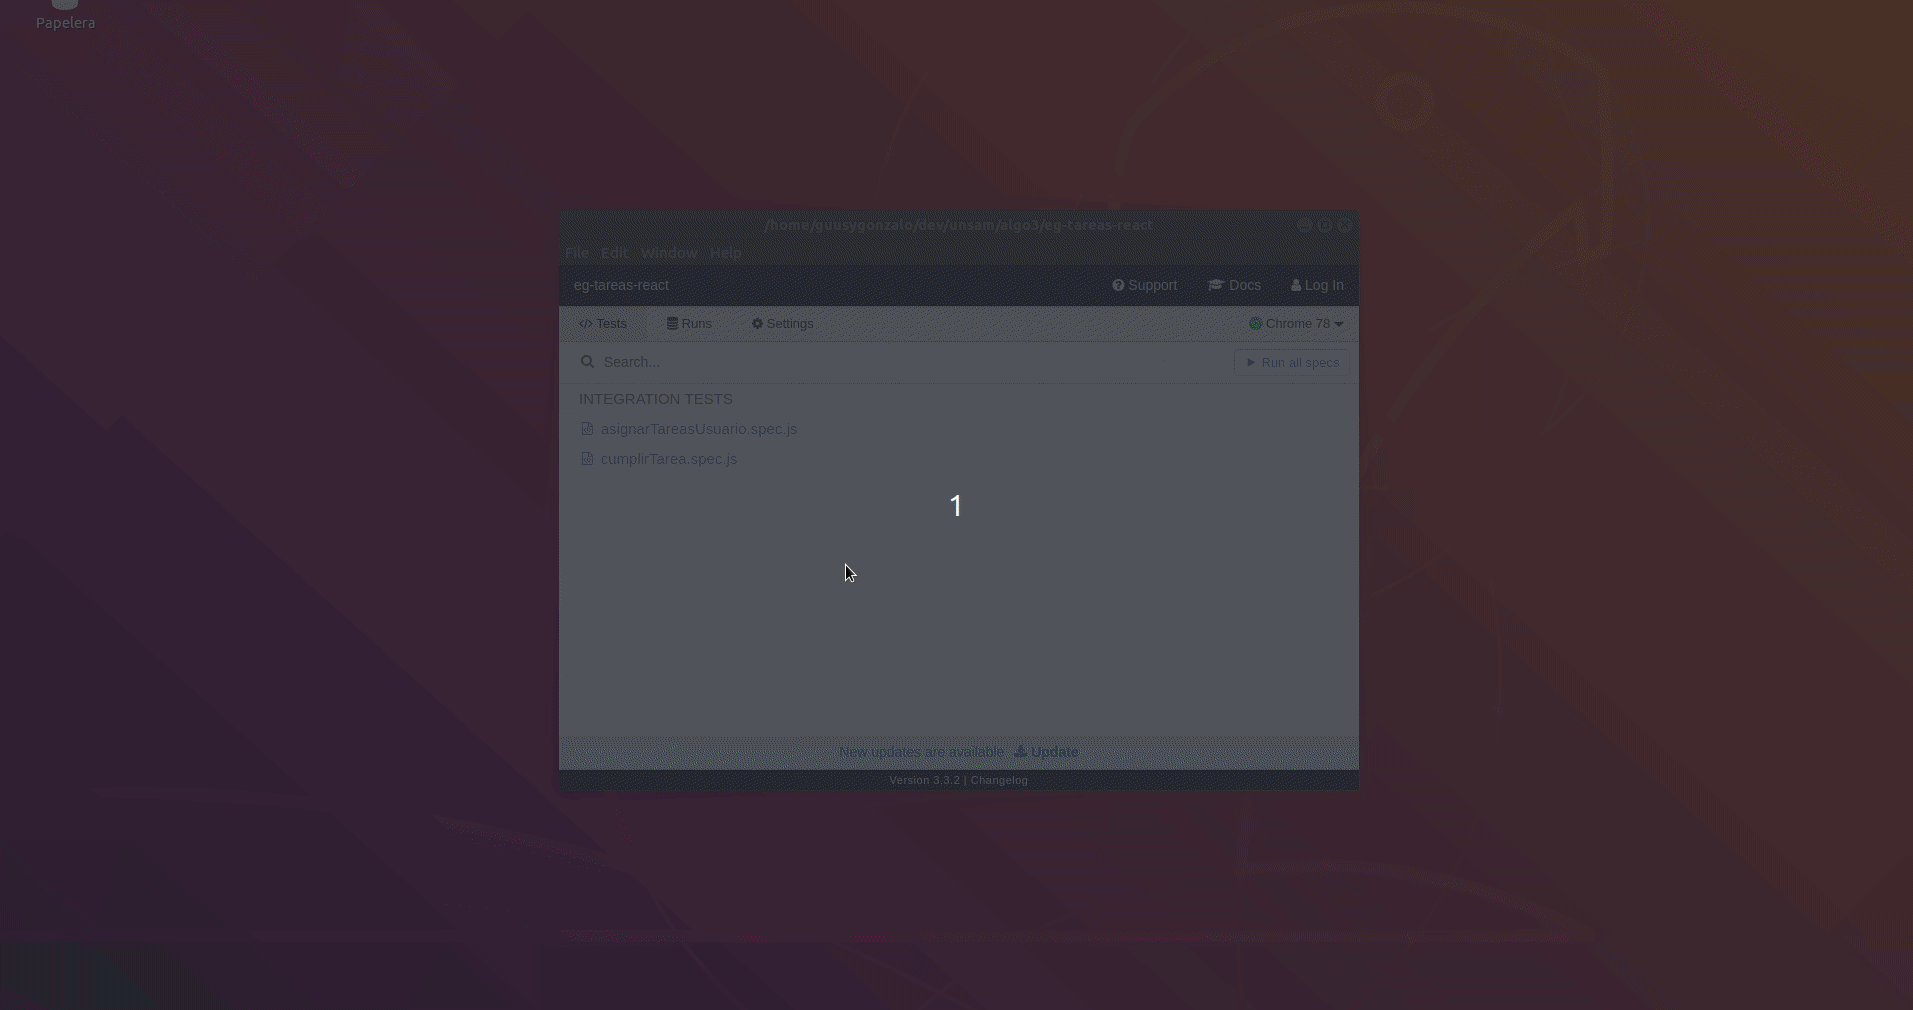 Papelera
/home/guusygonzalo/dev/unsam/algo3/eg-tareas-react
File Edit Window Help
eg-tareas-react Support Docs Log In
Tests Runs Settings Chrome 78
Search... Run all specs
INTEGRATION TESTS
asignarTareasUsuario.spec.js
cumplirTarea.spec.js
1
New updates are available Update
Version 3.3.2 | Changelog